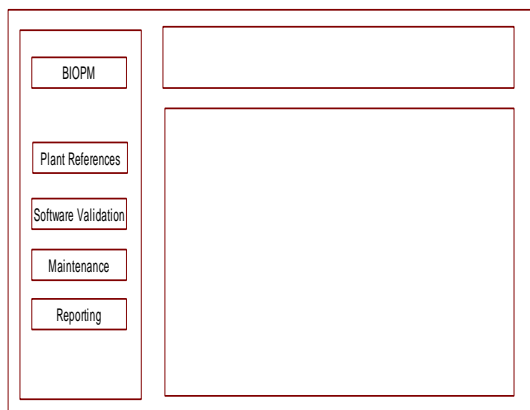 BIOPM
Plant References
Software Validation
Maintenance
Reporting